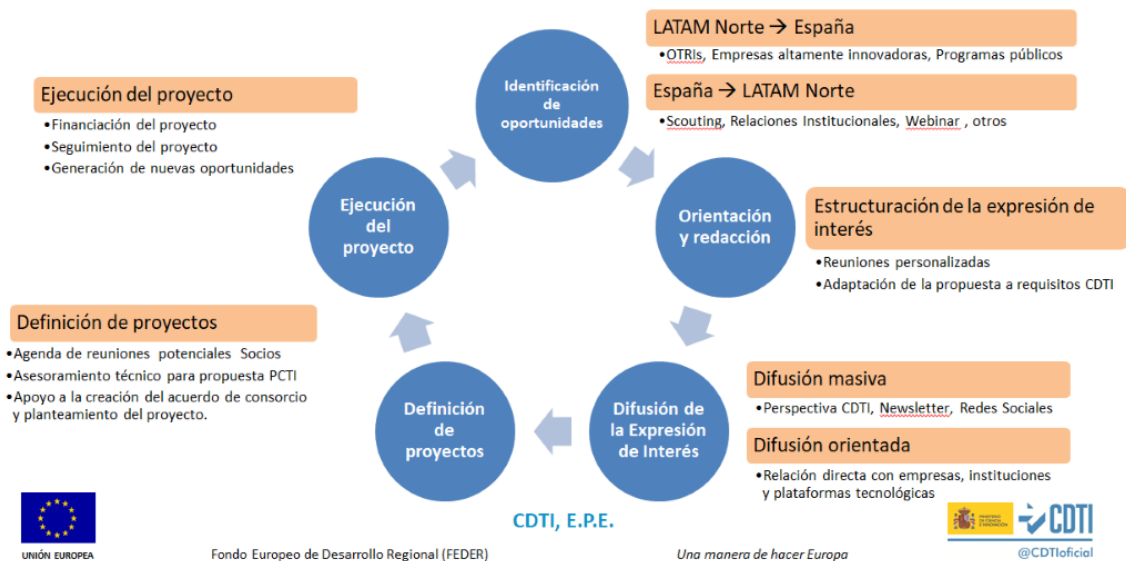 Identificación
de
oportunidades
LATAM Norte → España
•OTRIs, Empresas altamente innovadoras, Programas públicos
España → LATAM Norte
•Scouting, Relaciones Institucionales, Webinar , otros
Orientación
y redacción
Estructuración de la expresión de
interés
•Reuniones personalizadas
•Adaptación de la propuesta a requisitos CDTI
Difusión de
la Expresión
de Interés
Difusión masiva
•Perspectiva CDTI, Newsletter, Redes Sociales
Difusión orientada
•Relación directa con empresas, instituciones
y plataformas tecnológicas
Definición
de
proyectos
Definición de proyectos
•Agenda de reuniones potenciales Socios
•Asesoramiento técnico para propuesta PCTI
•Apoyo a la creación del acuerdo de consorcio
y planteamiento del proyecto.
Ejecución
del
proyecto
Ejecución del proyecto
•Financiación del proyecto
•Seguimiento del proyecto
•Generación de nuevas oportunidades
CDTI, E.P.E.
UNIÓN EUROPEA
Fondo Europeo de Desarrollo Regional (FEDER)
Una manera de hacer Europa
MINISTERIO
DE CIENCIA
E INNOVACIÓN
CDTI
@CDTIoficial